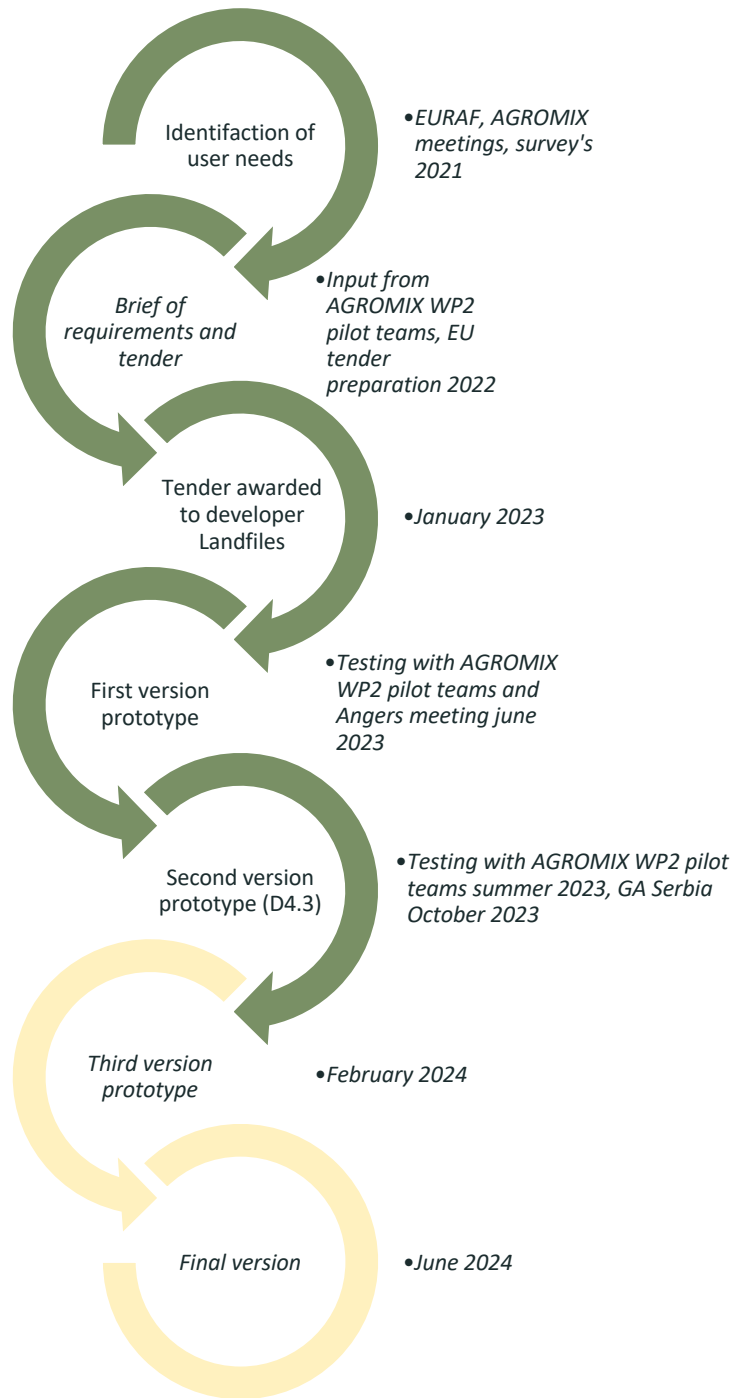 Identifaction of
user needs
•EURAF, AGROMIX
meetings, survey's
2021
Brief of
requirements and
tender
•Input from
AGROMIX WP2
pilot teams, EU
tender
preparation 2022
Tender awarded
to developer
Landfiles
•January 2023
First version
prototype
•Testing with AGROMIX
WP2 pilot teams and
Angers meeting june
2023
Second version
prototype (D4.3)
•Testing with AGROMIX WP2 pilot
teams summer 2023, GA Serbia
October 2023
Third version
prototype
•February 2024
Final version
•June 2024